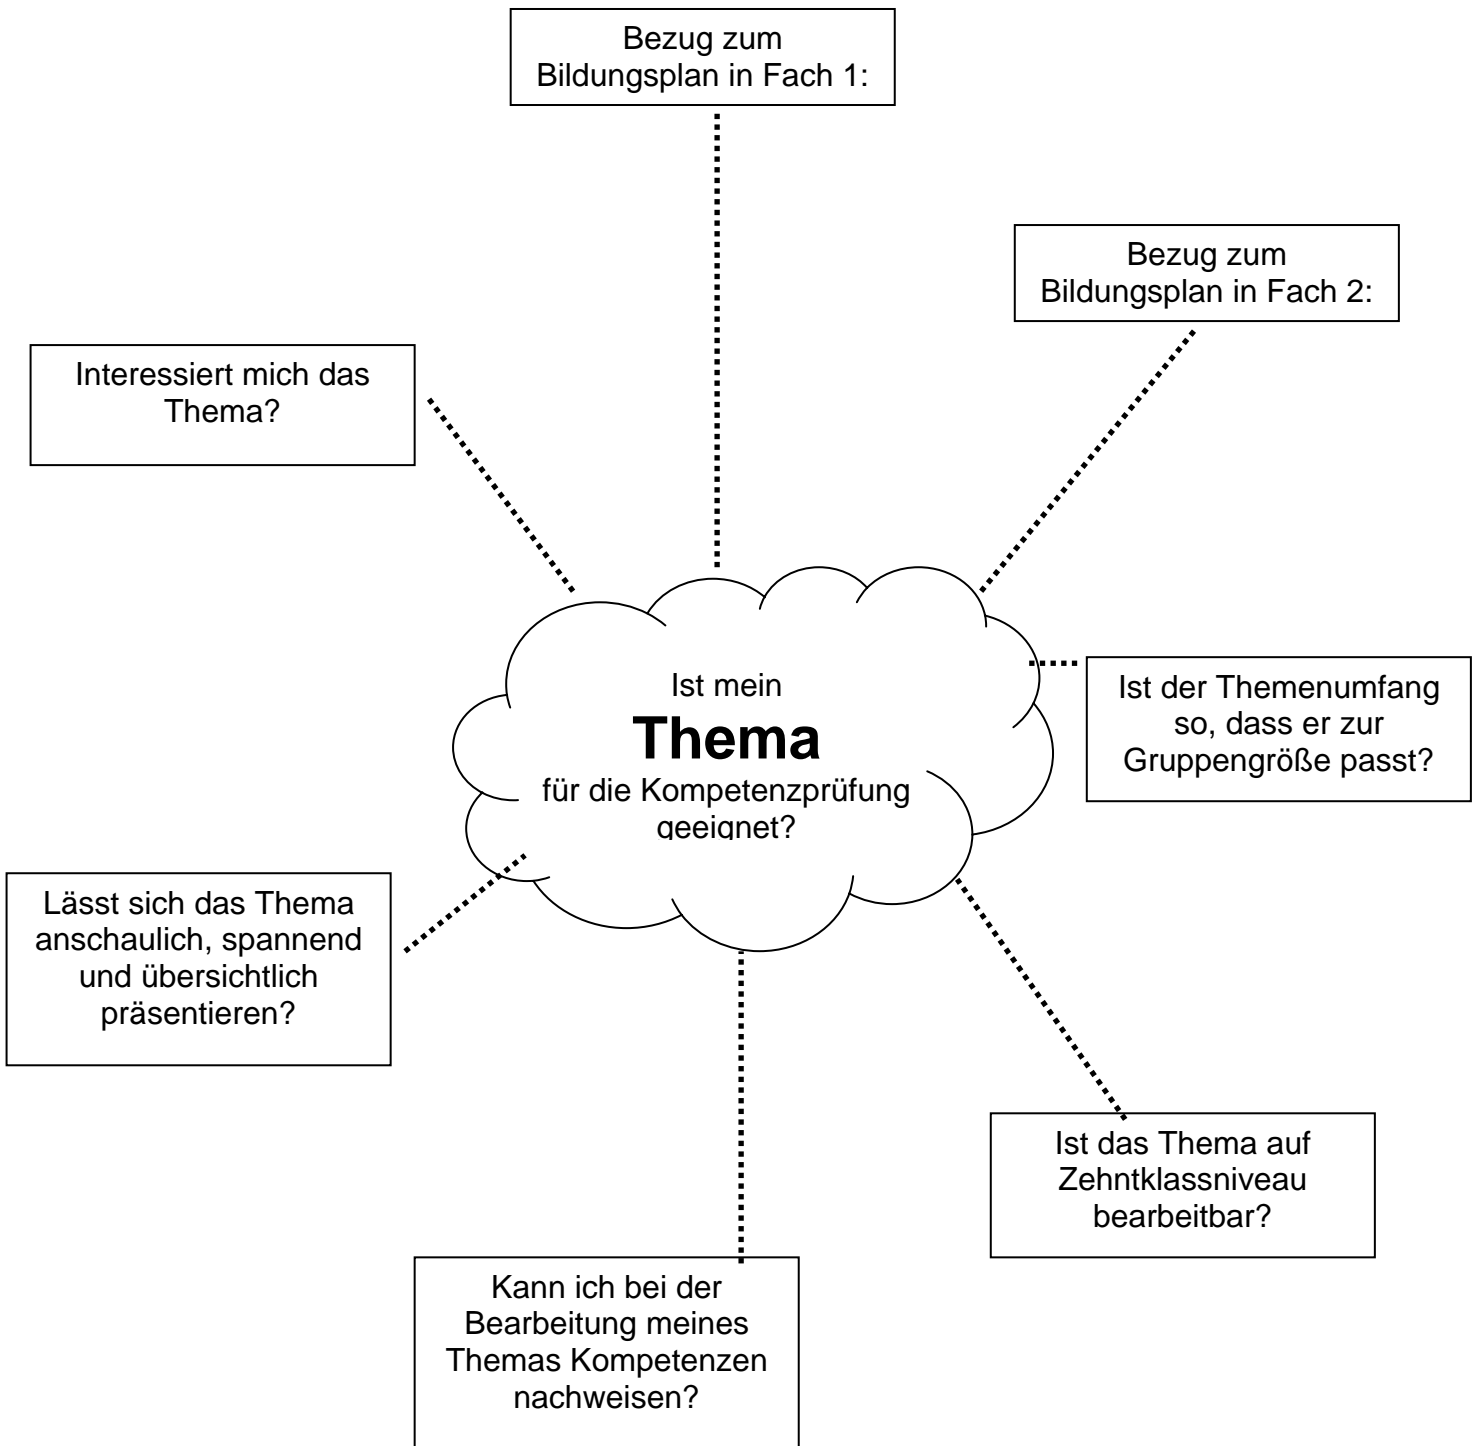 Bezug zum
Bildungsplan in Fach 1:
Bezug zum
Bildungsplan in Fach 2:
Interessiert mich das
Thema?
Ist mein
Thema
für die Kompetenzprüfung
geeignet?
Ist der Themenumfang
so, dass er zur
Gruppengröße passt?
Lässt sich das Thema
anschaulich, spannend
und übersichtlich
präsentieren?
Ist das Thema auf
Zehntklassniveau
bearbeitbar?
Kann ich bei der
Bearbeitung meines
Themas Kompetenzen
nachweisen?